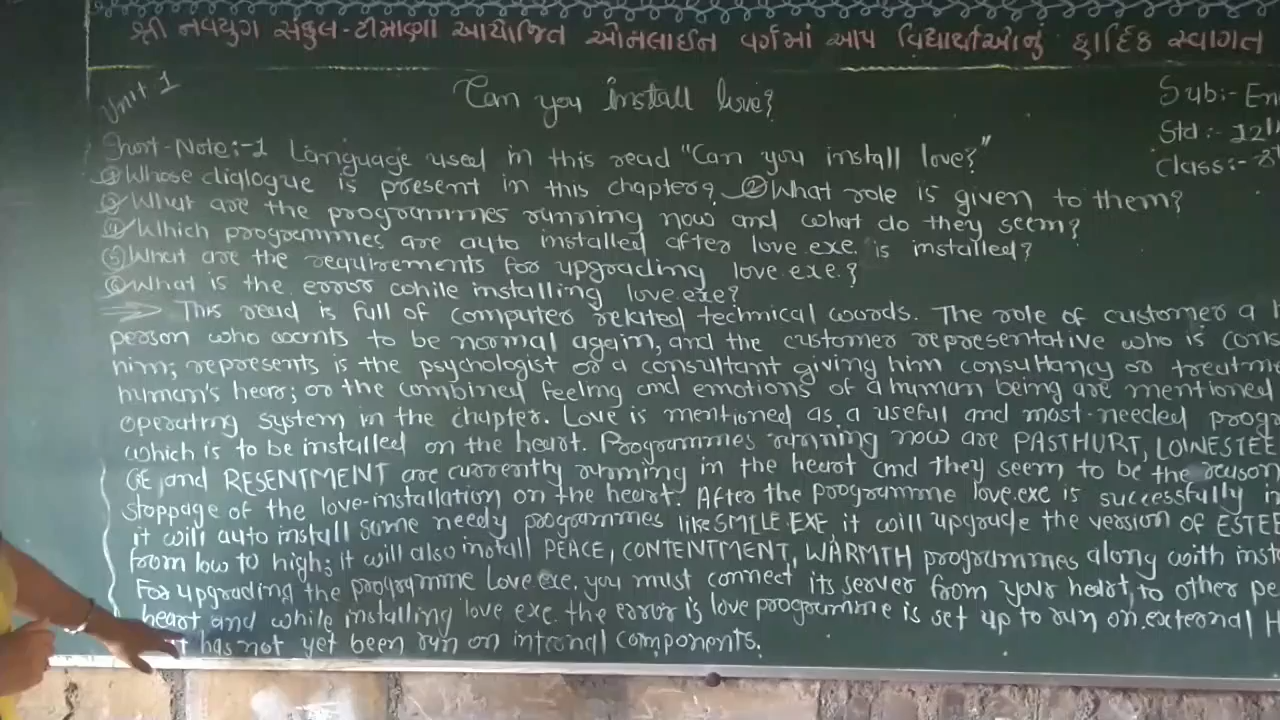 શ્રી નવયુગ સંકુલ-ટીમાણા આયોજિત ઓનલાઈન વર્ગમાં આપ વિદ્યાર્થીઓનું હાર્દિક સ્વાગત
Unit 1
Can you install love?
Sub:- En
Std:- 12th
Class:-
Short-Note:-1 Language used in this read "Can you install love?"
① Whose dialogue is present in this chapter? ② What role is given to them?
③ What are the programmes running now and what do they seem?
④ Which programmes are auto installed after love.exe. is installed?
⑤ What are the requirements for upgrading love.exe.?
⑥ What is the error while installing love.exe?
This read is full of computer related technical words. The role of customer a
person who wants to be normal again, and the customer representative who is cons
him; represents is the psychologist or a consultant giving him consultancy or treatme
human's hear; or the combined feeling and emotions of a human being are mentioned
operating system in the chapter. Love is mentioned as a useful and most-needed progr
which is to be installed on the heart. Programmes running now are PASTHURT, LOWESTEE
GE and RESENTMENT are currently running in the heart and they seem to be the reason
stoppage of the love-installation on the heart. After the programme love.exe is successfully in
it will auto install same needy programmes like SMILE.EXE, it will upgrade the version of ESTEE
from low to high; it will also install PEACE, CONTENTMENT, WARMTH programmes along with inst
For upgrading the programme Love.exe, you must connect its server from your heart, to other pe
heart and while installing love exe. the error is love programme is set up to run on external H
has not yet been run on internal components.